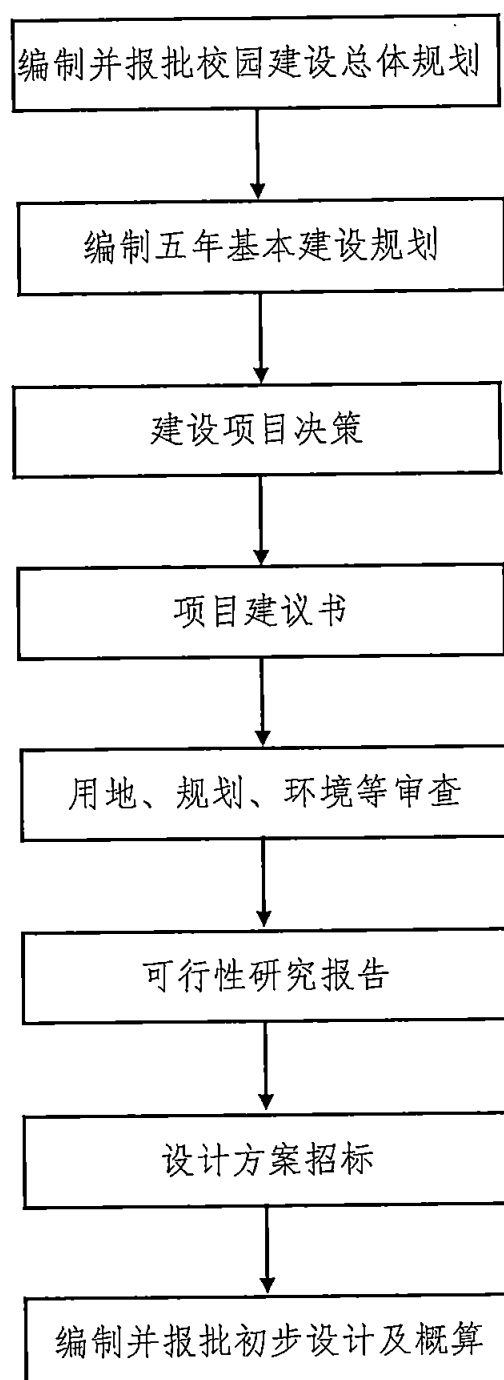 编制并报批校园建设总体规划
编制五年基本建设规划
建设项目决策
项目建议书
用地、规划、环境等审查
可行性研究报告
设计方案招标
编制并报批初步设计及概算